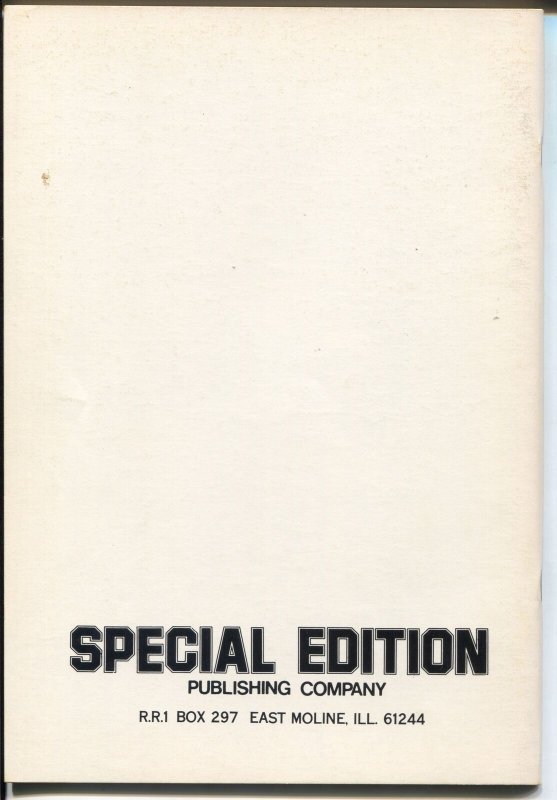 SPECIAL EDITION
PUBLISHING COMPANY
R.R.1 BOX 297 EAST MOLINE, ILL. 61244